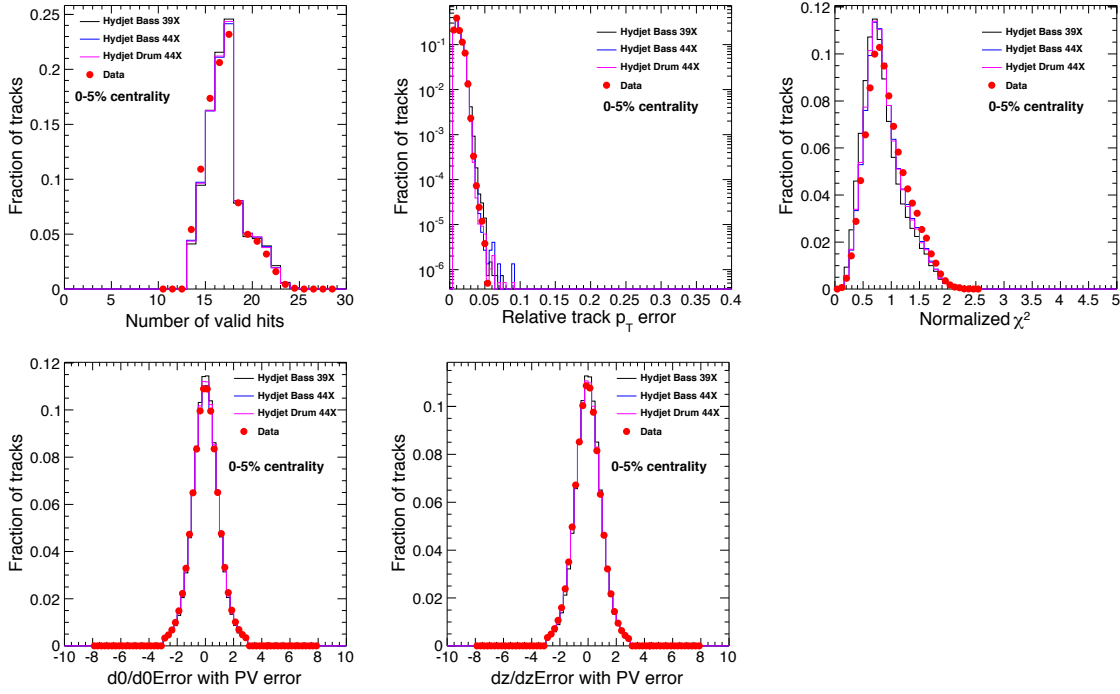 Fraction of tracks
0.25
0.2
0.15
0.1
0.05
0
Hydjet Bass 39X
Hydjet Bass 44X
Hydjet Drum 44X
Data
0-5% centrality
0 5 10 15 20 25 30
Number of valid hits
Fraction of tracks
10⁻¹
10⁻²
10⁻³
10⁻⁴
10⁻⁵
10⁻⁶
Hydjet Bass 39X
Hydjet Bass 44X
Hydjet Drum 44X
Data
0-5% centrality
0 0.05 0.1 0.15 0.2 0.25 0.3 0.35 0.4
Relative track p_T error
Fraction of tracks
0.12
0.1
0.08
0.06
0.04
0.02
0
Hydjet Bass 39X
Hydjet Bass 44X
Hydjet Drum 44X
Data
0-5% centrality
0 0.5 1 1.5 2 2.5 3 3.5 4 4.5 5
Normalized χ²
Fraction of tracks
0.12
0.1
0.08
0.06
0.04
0.02
0
Hydjet Bass 39X
Hydjet Bass 44X
Hydjet Drum 44X
Data
0-5% centrality
-10 -8 -6 -4 -2 0 2 4 6 8 10
d0/d0Error with PV error
Fraction of tracks
0.1
0.08
0.06
0.04
0.02
0
Hydjet Bass 39X
Hydjet Bass 44X
Hydjet Drum 44X
Data
0-5% centrality
-10 -8 -6 -4 -2 0 2 4 6 8 10
dz/dzError with PV error